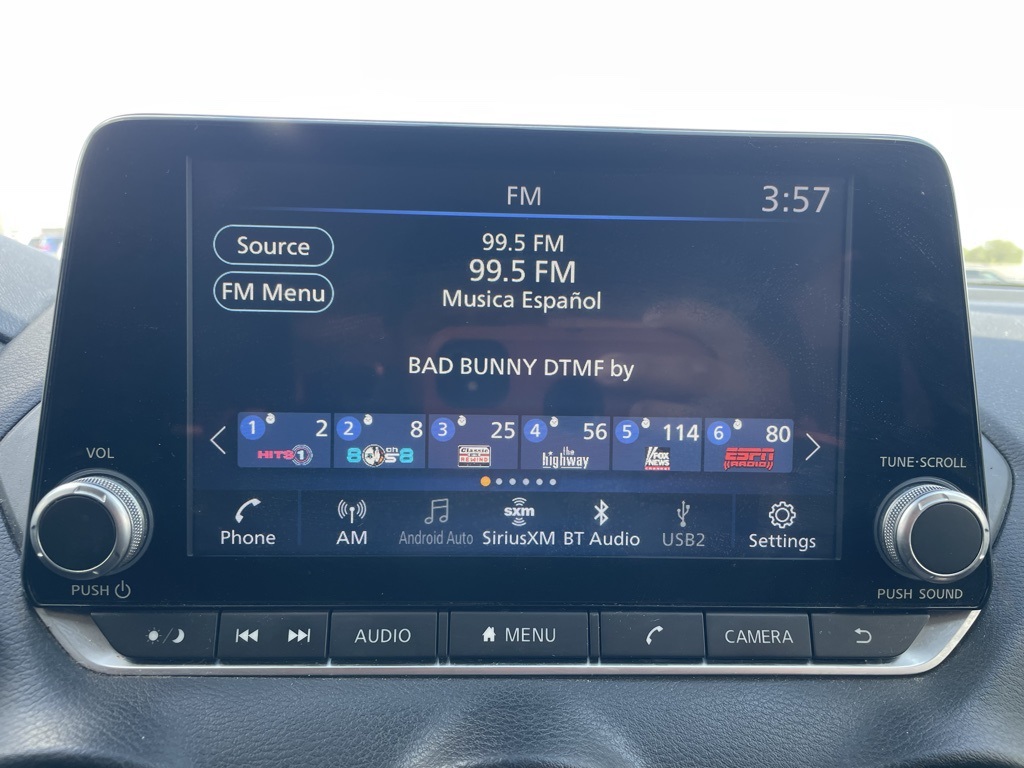 FM
3:57
Source
FM Menu
99.5 FM
99.5 FM
Musica Español
BAD BUNNY DTMF by
1 2
HITS 1
2 8
80s on 8
3 25
Classic REWIND
4 56
the highway
5 114
FOX NEWS channel
6 80
ESPN RADIO
VOL
PUSH
TUNE·SCROLL
PUSH SOUND
Phone
AM
Android Auto
sxm
SiriusXM
BT Audio
USB2
Settings
AUDIO
MENU
CAMERA